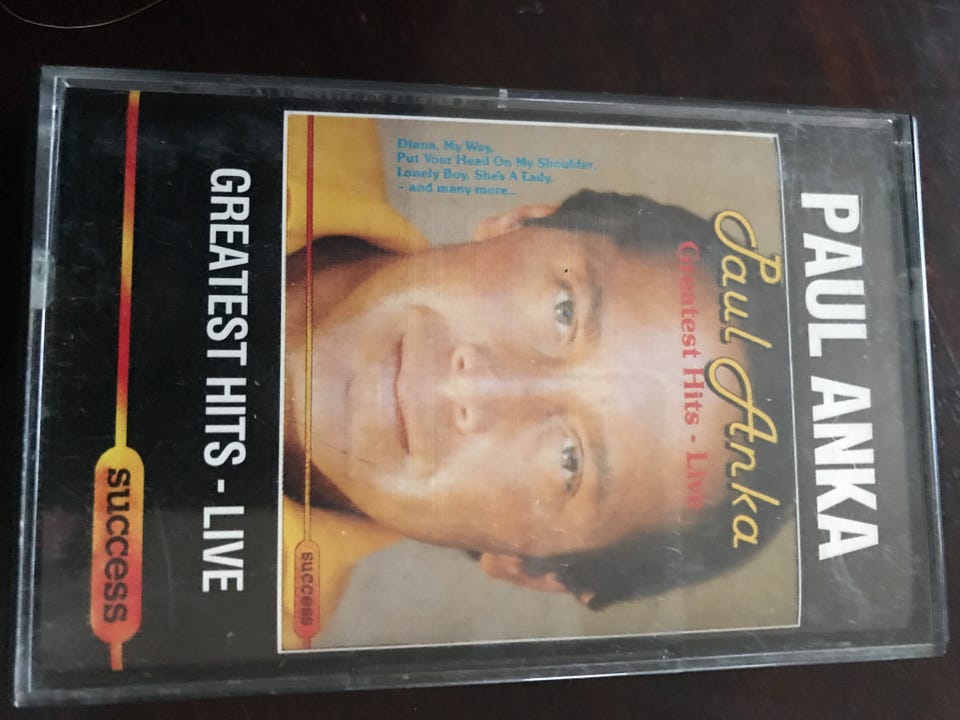 PAUL ANKA
Paul Anka
Greatest Hits - Live
Diana, My Way,
Put Your Head On My Shoulder,
Lonely Boy, She's A Lady,
- and many more...
success
GREATEST HITS - LIVE
success